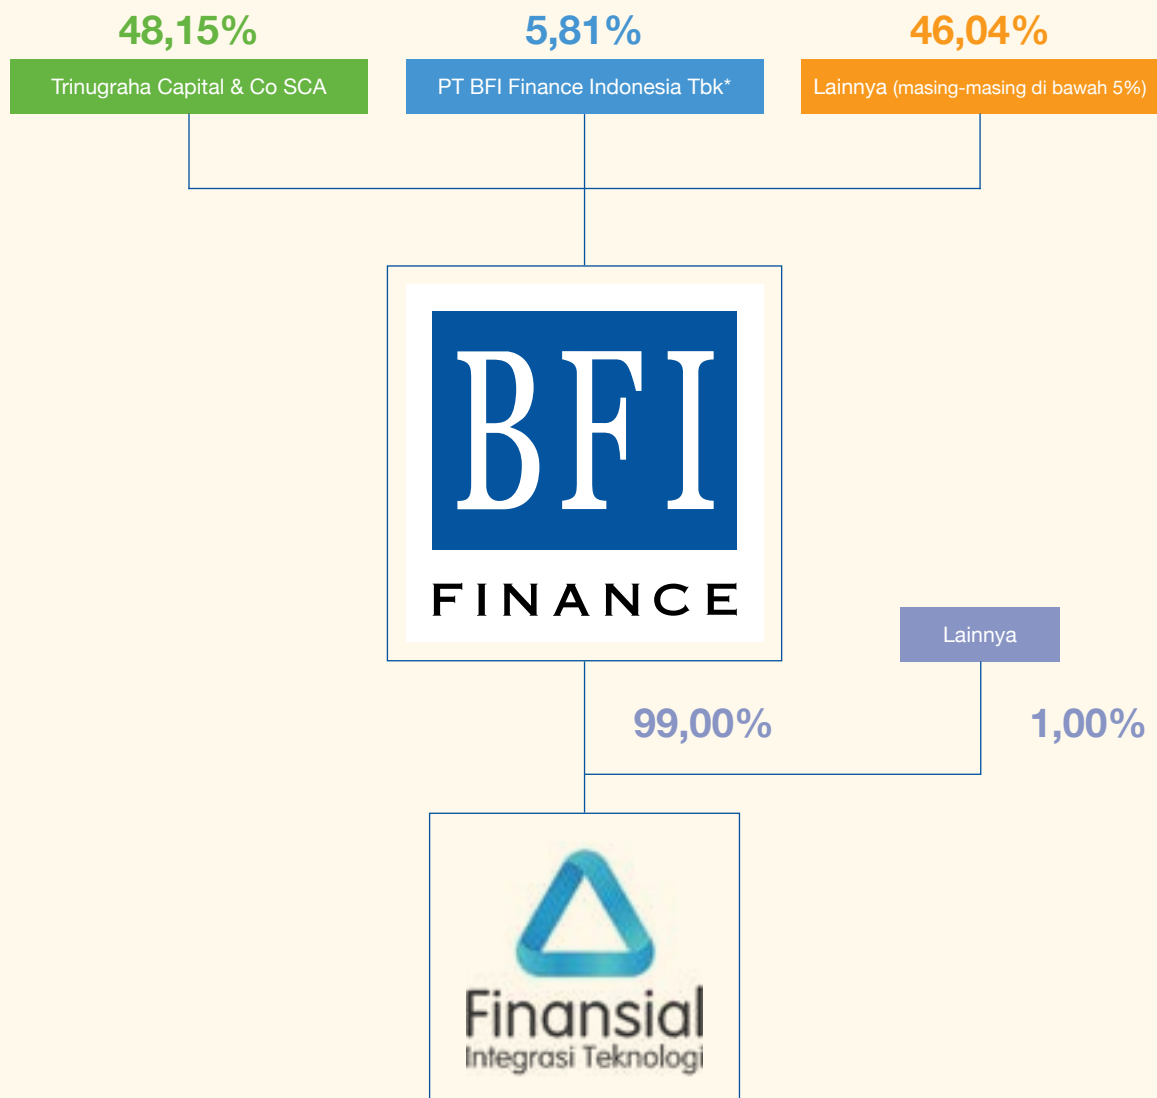 48,15%
5,81%
46,04%
Trinugraha Capital & Co SCA
PT BFI Finance Indonesia Tbk*
Lainnya (masing-masing di bawah 5%)
BFI
FINANCE
Lainnya
99,00%
1,00%
Finansial
Integrasi Teknologi